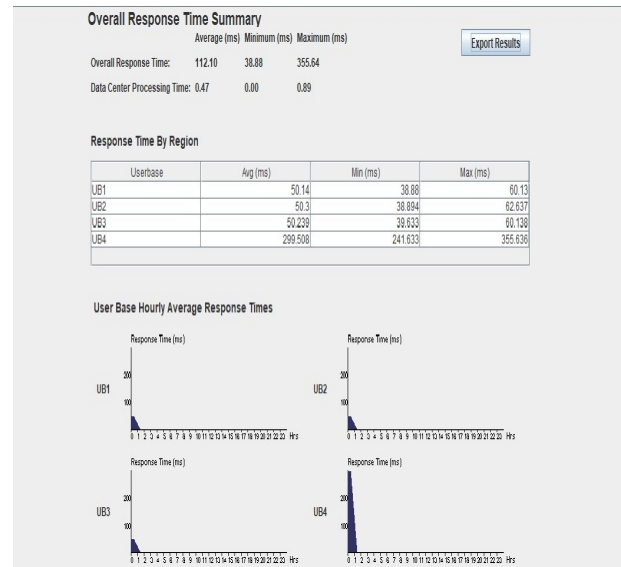 Overall Response Time Summary
Average (ms) Minimum (ms) Maximum (ms)
Export Results
Overall Response Time: 112.10 38.88 355.64
Data Center Processing Time: 0.47 0.00 0.89
Response Time By Region
Userbase Avg (ms) Min (ms) Max (ms)
UB1 50.14 38.88 60.13
UB2 50.3 38.894 62.637
UB3 50.239 39.633 60.138
UB4 299.508 241.633 355.636
User Base Hourly Average Response Times
Response Time (ms)
200
UB1
100
0 1 2 3 4 5 6 7 8 9 10 11 12 13 14 15 16 17 18 19 20 21 22 23 Hrs
Response Time (ms)
200
UB2
100
0 1 2 3 4 5 6 7 8 9 10 11 12 13 14 15 16 17 18 19 20 21 22 23 Hrs
Response Time (ms)
200
UB3
100
0 1 2 3 4 5 6 7 8 9 10 11 12 13 14 15 16 17 18 19 20 21 22 23 Hrs
Response Time (ms)
200
UB4
100
0 1 2 3 4 5 6 7 8 9 10 11 12 13 14 15 16 17 18 19 20 21 22 23 Hrs